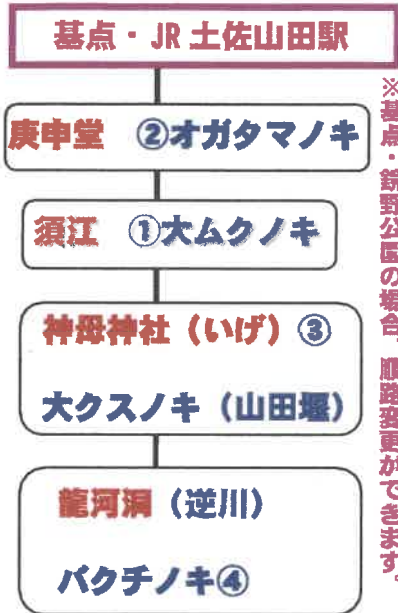 基点・JR土佐山田駅
庚申堂 ②オガタマノキ
須江 ①大ムクノキ
神母神社（いげ）③
大クスノキ（山田堰）
龍河洞（逆川）
バクチノキ④
※基点・鏡野公園の場合、順路変更ができます。